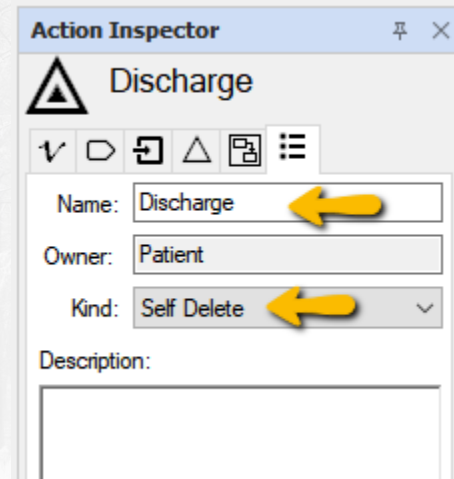 Action Inspector
Discharge
Name: Discharge
Owner: Patient
Kind: Self Delete
Description: